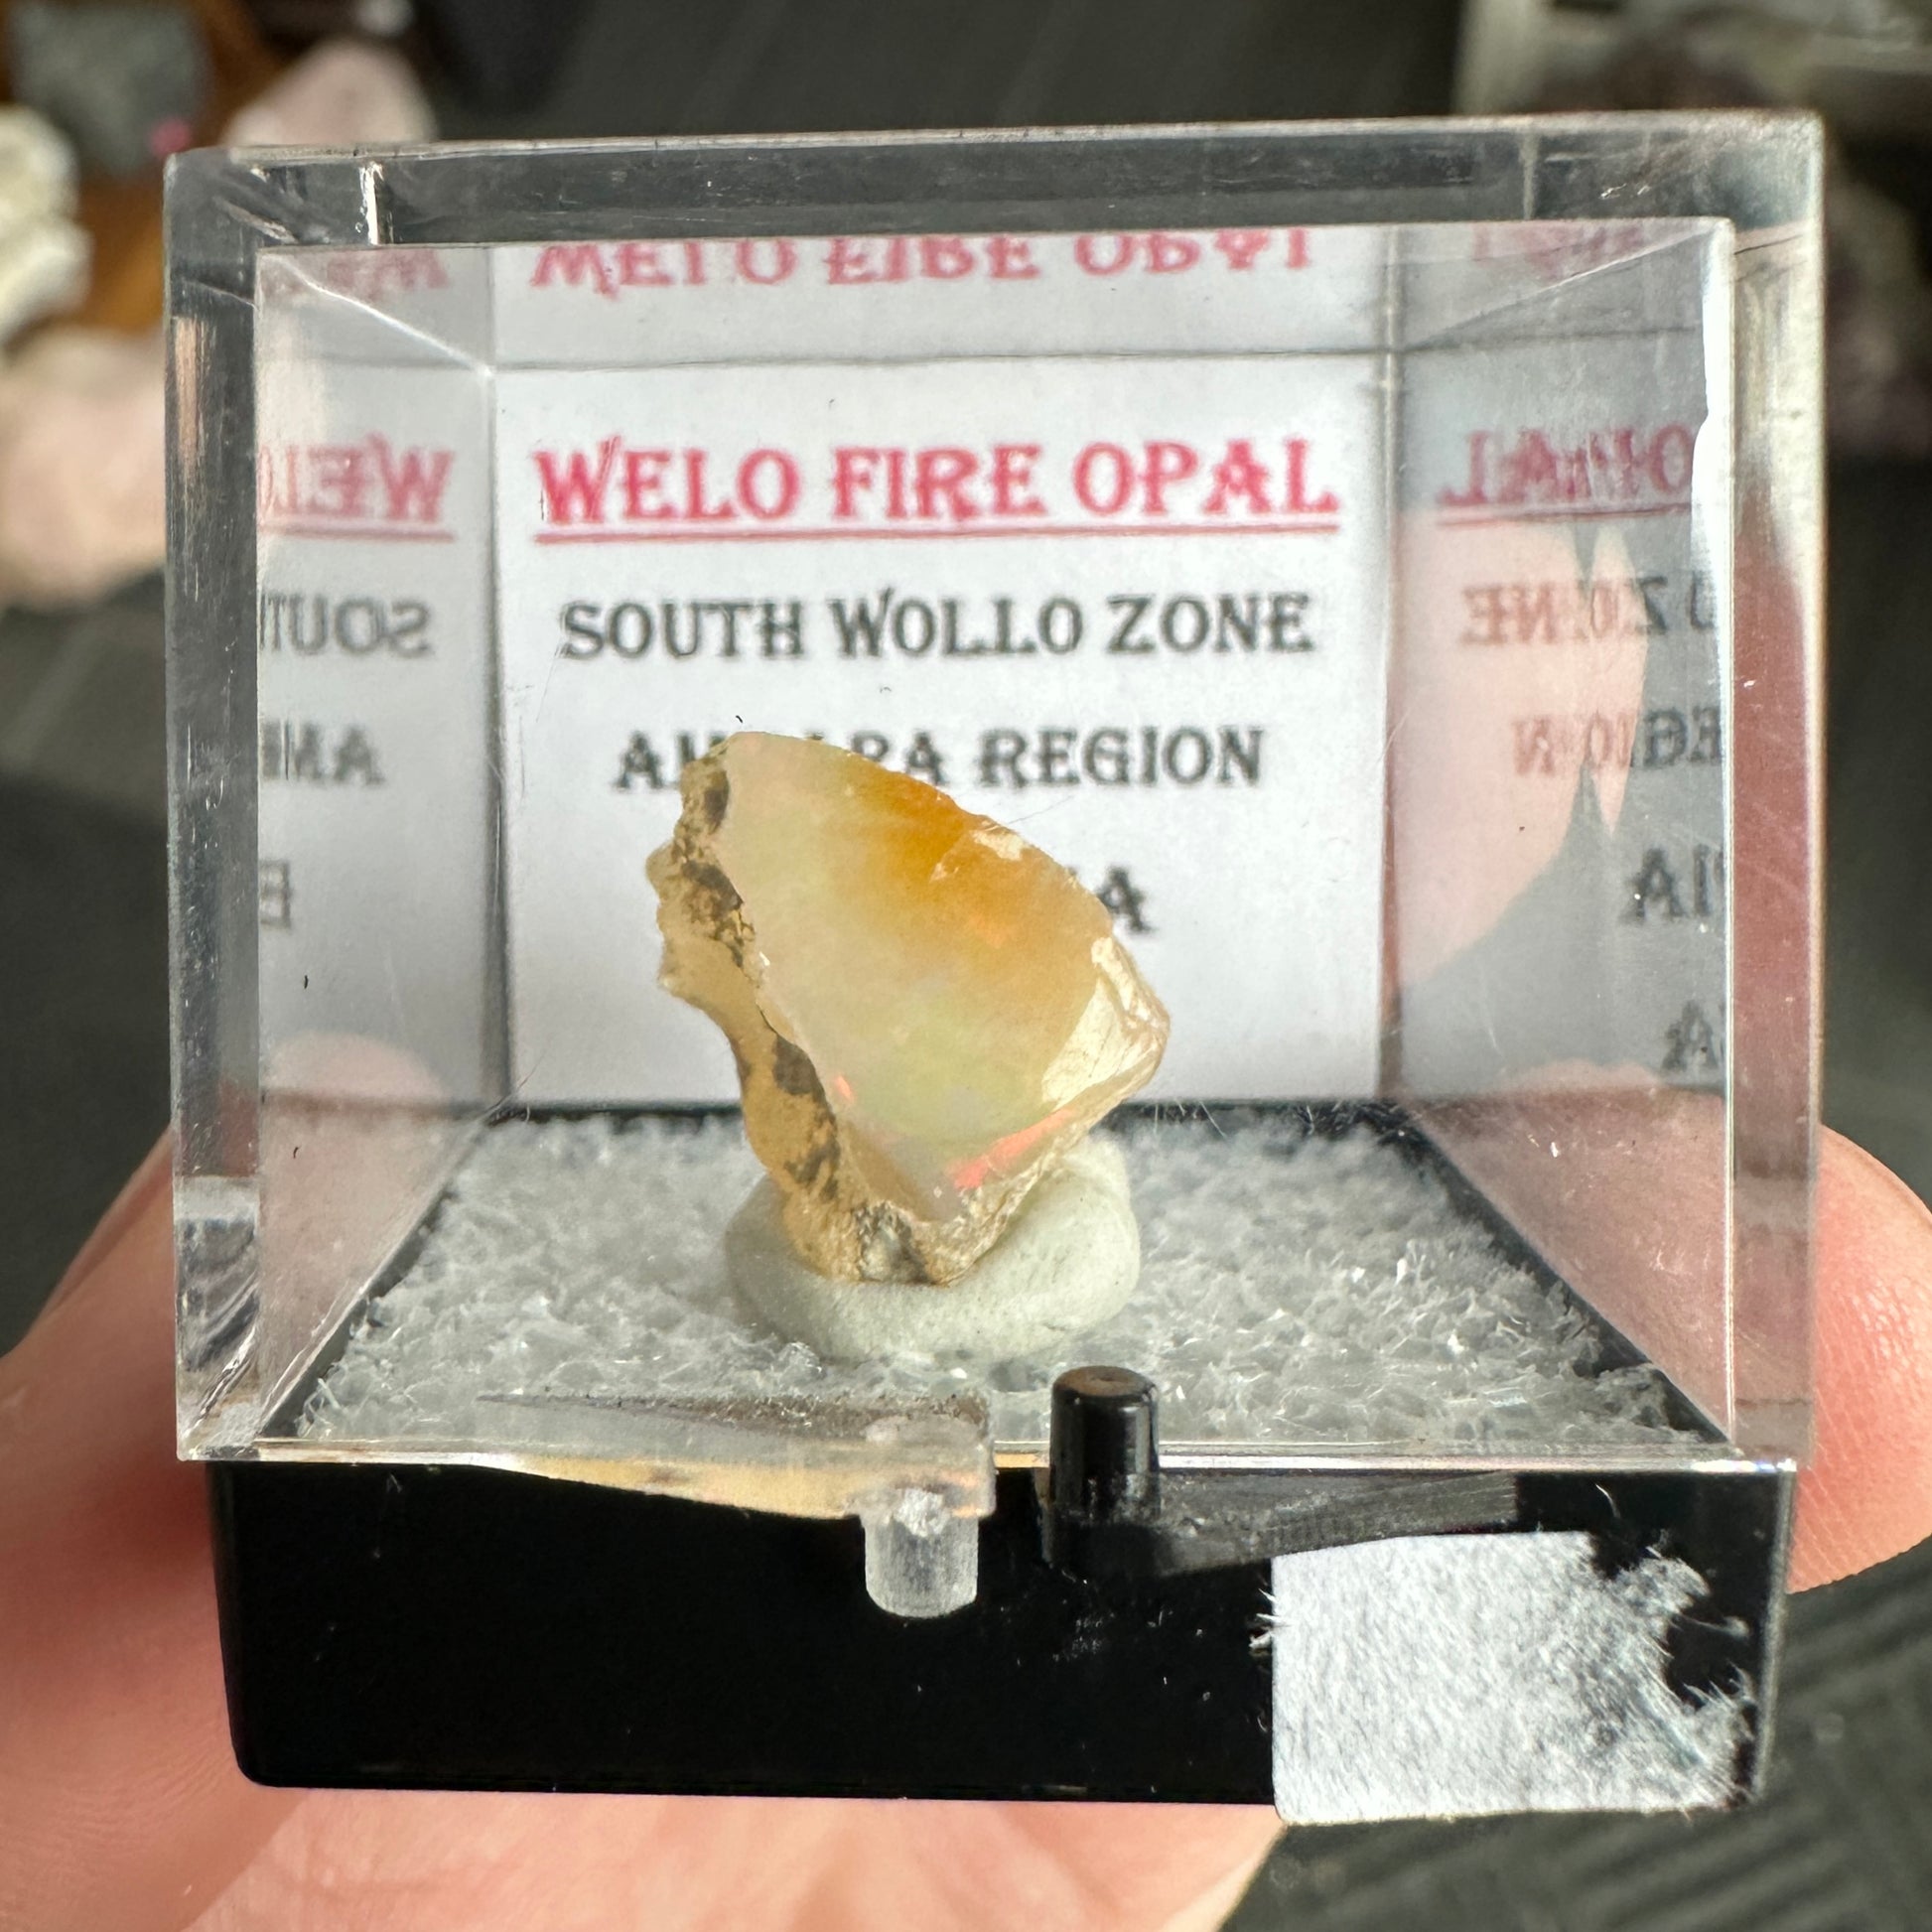 WELO FIRE OPAL
SOUTH WOLLO ZONE
REGION